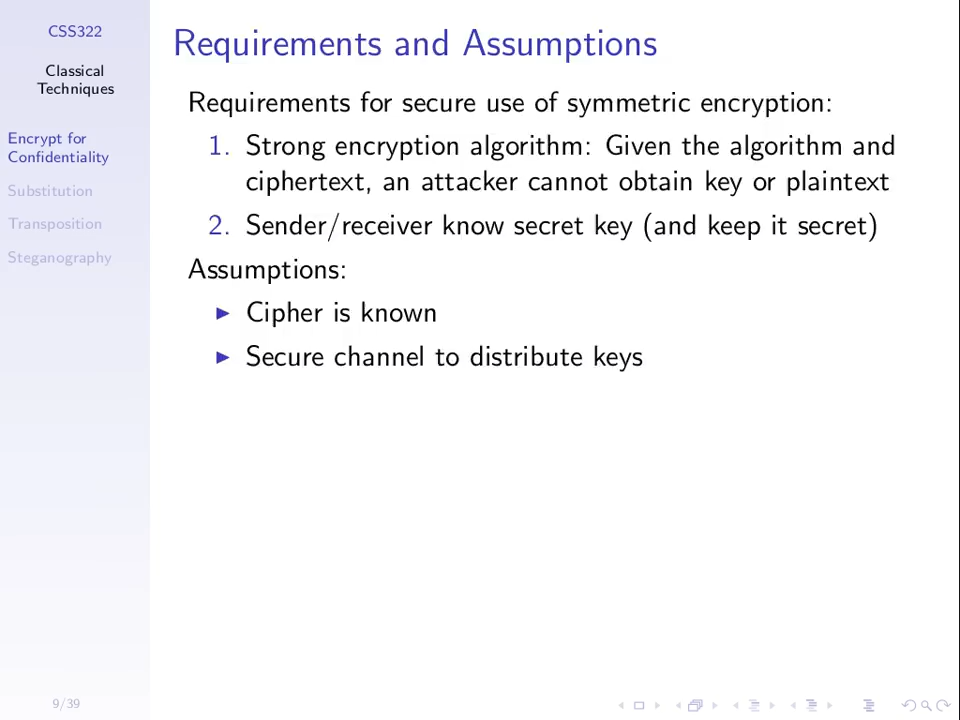 CSS322
Classical
Techniques
Encrypt for
Confidentiality
Substitution
Transposition
Steganography
9/39
Requirements and Assumptions
Requirements for secure use of symmetric encryption:
1. Strong encryption algorithm: Given the algorithm and
ciphertext, an attacker cannot obtain key or plaintext
2. Sender/receiver know secret key (and keep it secret)
Assumptions:
▶ Cipher is known
▶ Secure channel to distribute keys